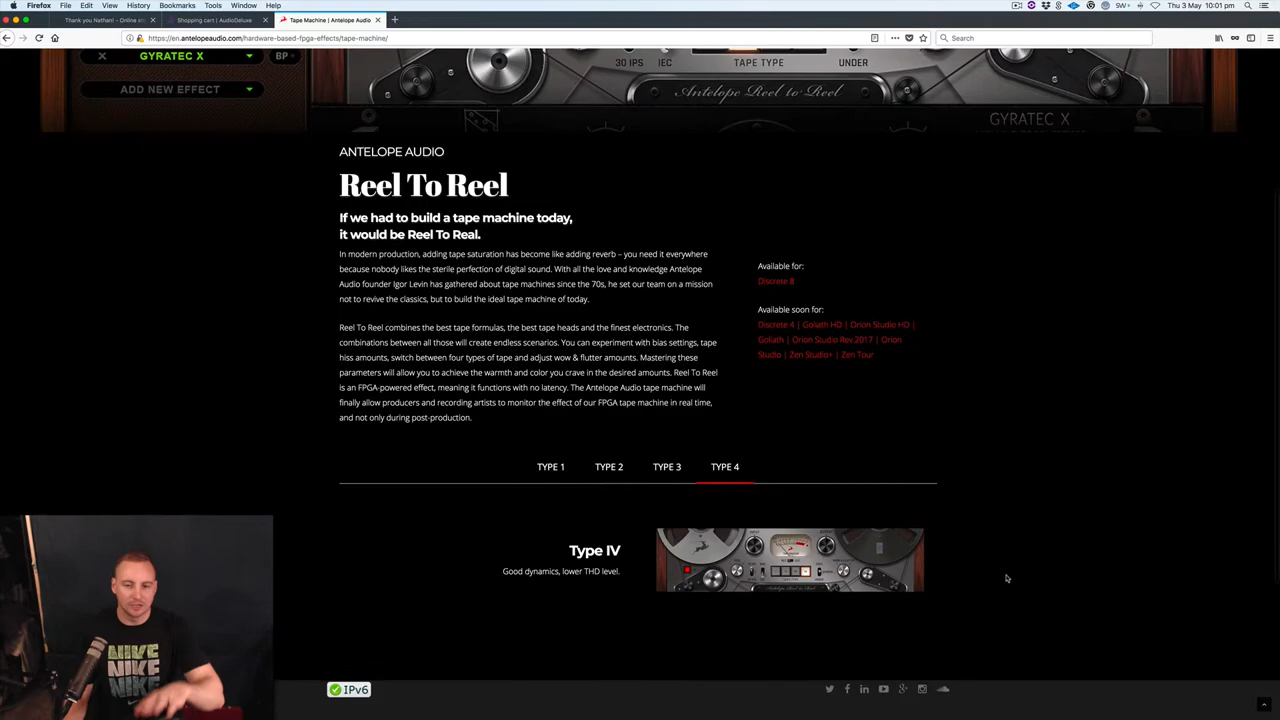 Firefox File Edit View History Bookmarks Tools Window Help
SW+ Thu 3 May 10:01 pm
Thank you Nathan! - Online st
Shopping cart | AudioDeluxe
Tape Machine | Antelope Audio
https://en.antelopeaudio.com/hardware-based-fpga-effects/tape-machine/
Search
GYRATEC X
BP
ADD NEW EFFECT
30 IPS IEC TAPE TYPE UNDER
Antelope Reel to Reel
GYRATEC X
ANTELOPE AUDIO
Reel To Reel
If we had to build a tape machine today,
it would be Reel To Real.
In modern production, adding tape saturation has become like adding reverb – you need it everywhere
because nobody likes the sterile perfection of digital sound. With all the love and knowledge Antelope
Audio founder Igor Levin has gathered about tape machines since the 70s, he set our team on a mission
not to revive the classics, but to build the ideal tape machine of today.
Reel To Reel combines the best tape formulas, the best tape heads and the finest electronics. The
combinations between all those will create endless scenarios. You can experiment with bias settings, tape
hiss amounts, switch between four types of tape and adjust wow & flutter amounts. Mastering these
parameters will allow you to achieve the warmth and color you crave in the desired amounts. Reel To Reel
is an FPGA-powered effect, meaning it functions with no latency. The Antelope Audio tape machine will
finally allow producers and recording artists to monitor the effect of our FPGA tape machine in real time,
and not only during post-production.
Available for:
Discrete 8
Available soon for:
Discrete 4 | Goliath HD | Orion Studio HD |
Goliath | Orion Studio Rev.2017 | Orion
Studio | Zen Studio+ | Zen Tour
TYPE 1 TYPE 2 TYPE 3 TYPE 4
Type IV
Good dynamics, lower THD level.
Antelope Reel to Reel
NIKE
NIKE
NIKE
IPv6